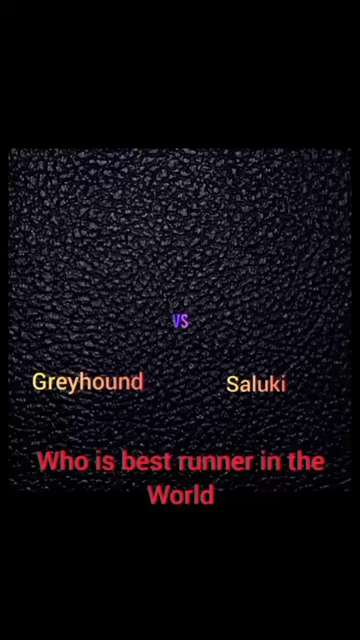 VS
Greyhound
Saluki
Who is best runner in the
World